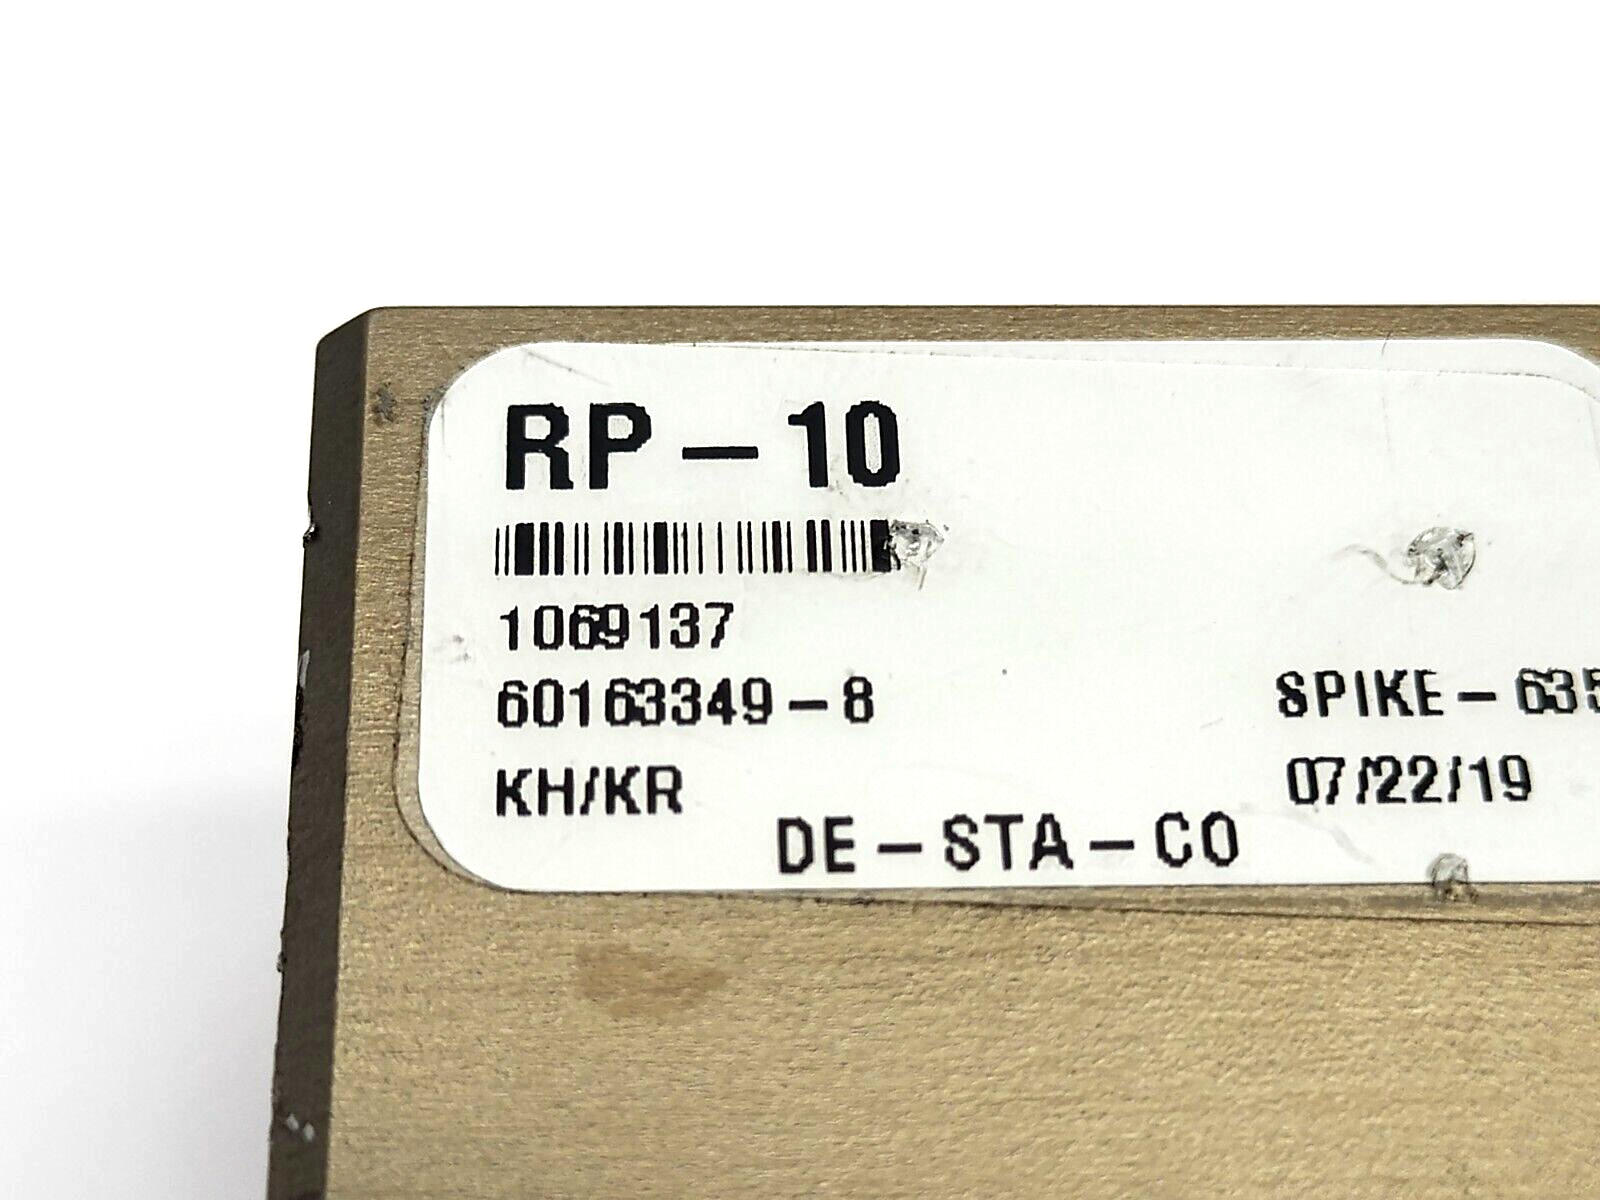 RP-10
1069137
60163349-8
SPIKE-635
KH/KR
07/22/19
DE-STA-CO